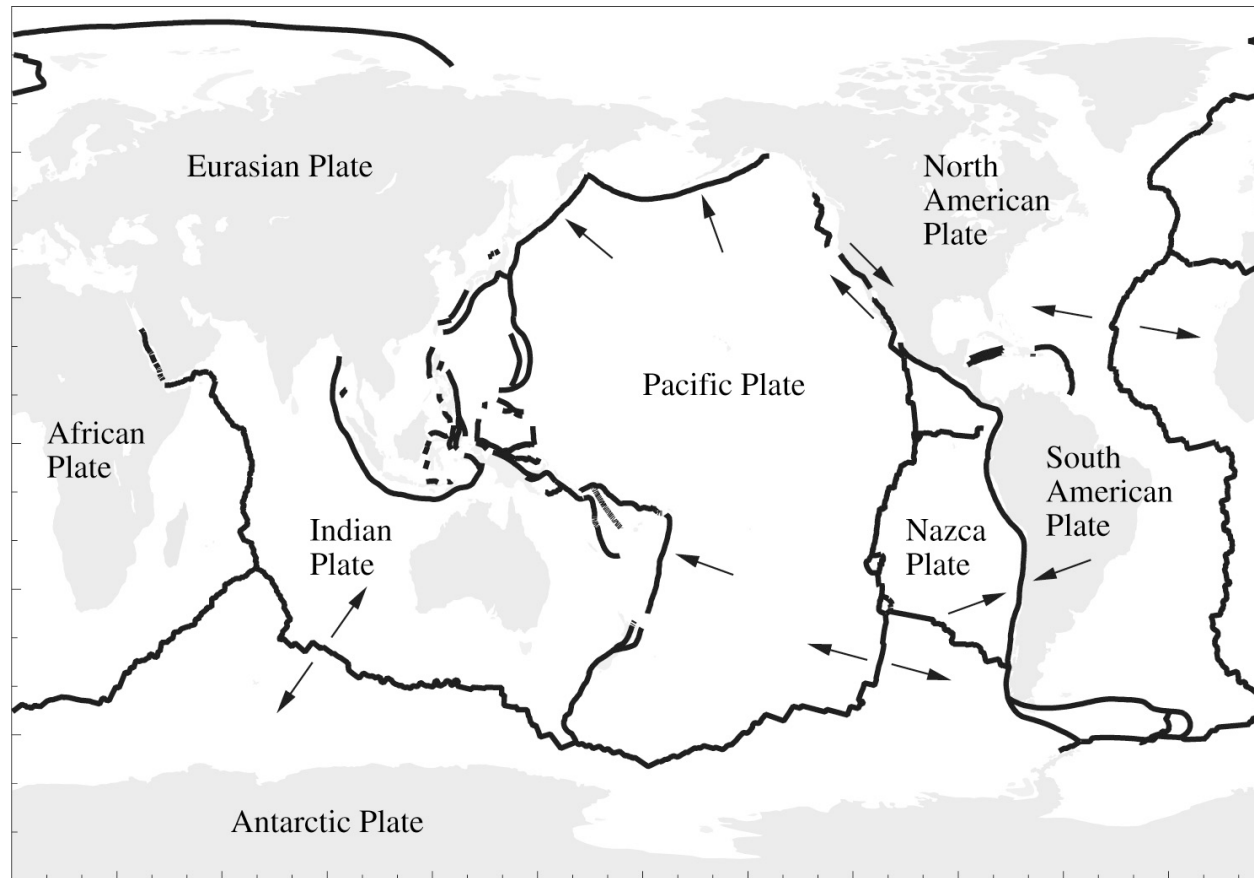 Eurasian Plate
North
American
Plate
Pacific Plate
African
Plate
South
American
Plate
Indian
Plate
Nazca
Plate
Antarctic Plate